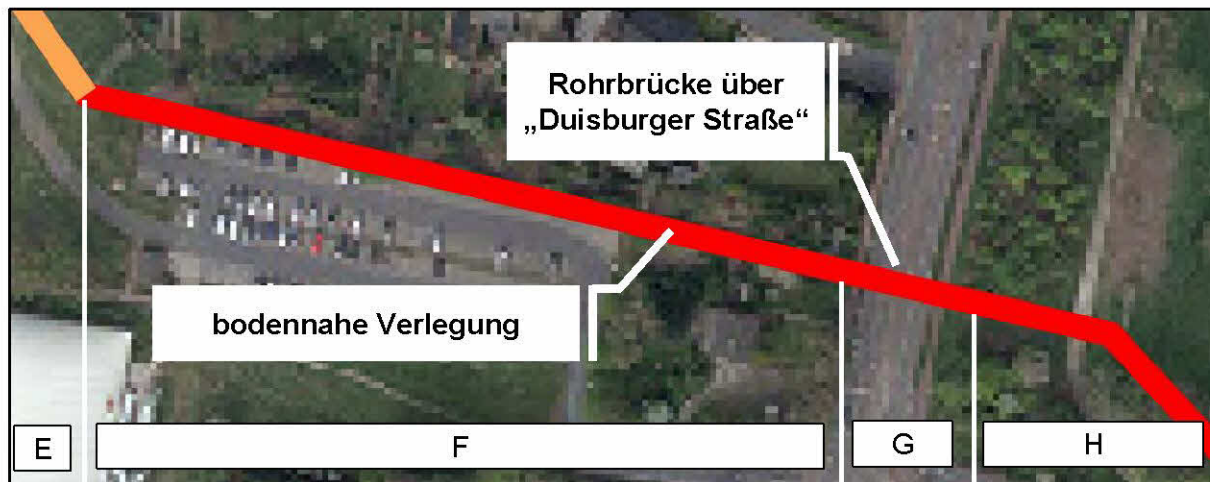 Rohrbrücke über
„Duisburger Straße“
bodennahe Verlegung
E
F
G
H